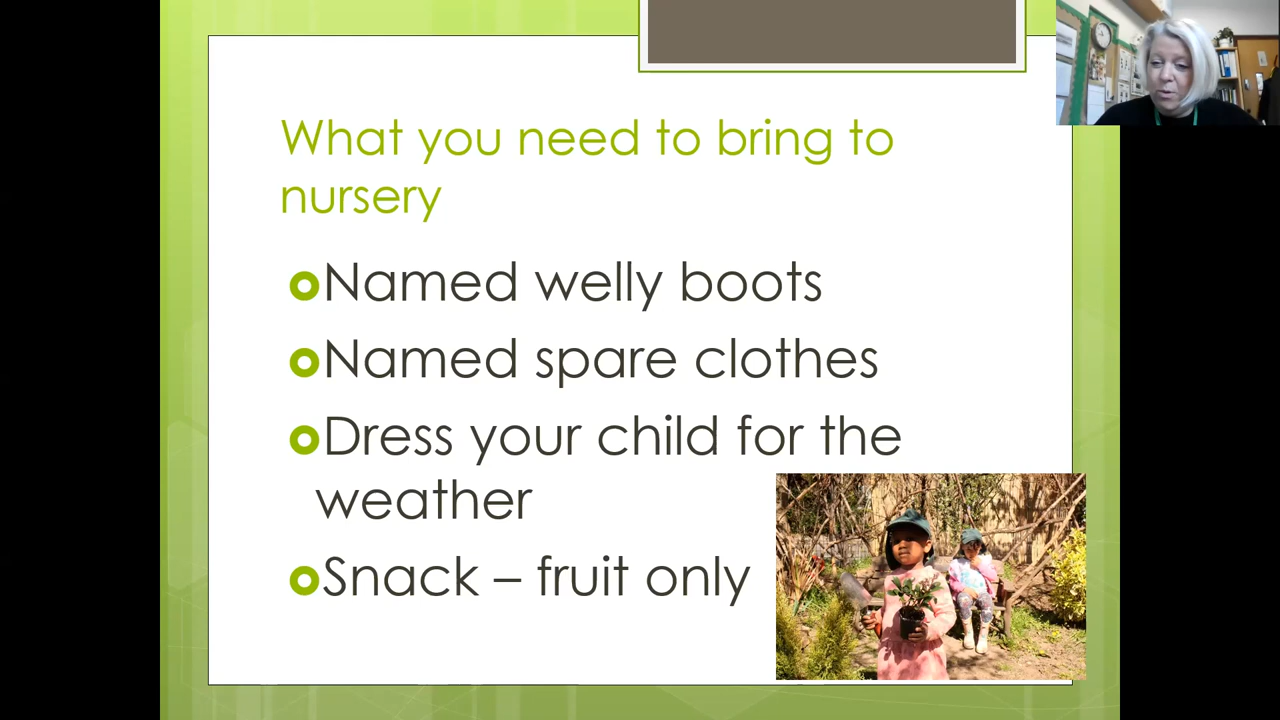 What you need to bring to
nursery
Named welly boots
Named spare clothes
Dress your child for the
weather
Snack – fruit only